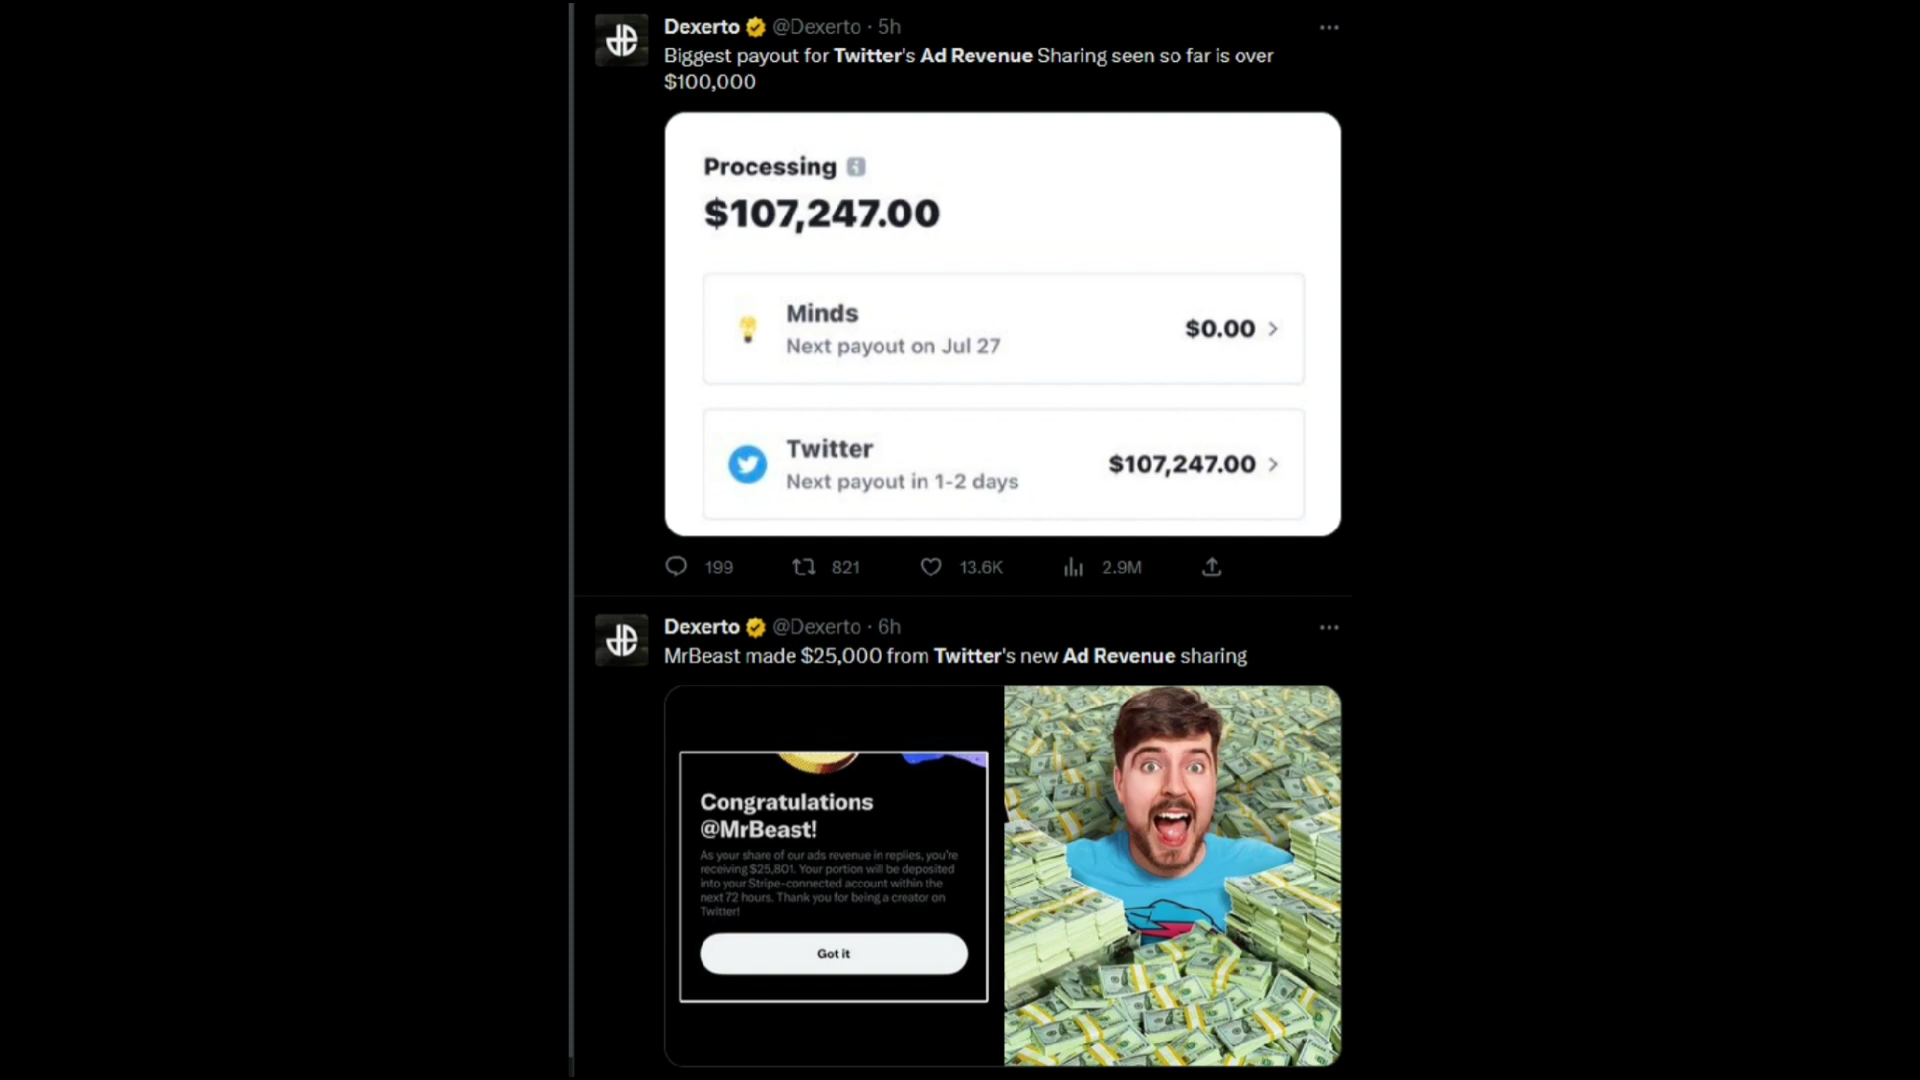 Dexerto @Dexerto · 5h
Biggest payout for Twitter's Ad Revenue Sharing seen so far is over
$100,000
Processing
$107,247.00
Minds
Next payout on Jul 27
$0.00
Twitter
Next payout in 1-2 days
$107,247.00
199 821 13.6K 2.9M
Dexerto @Dexerto · 6h
MrBeast made $25,000 from Twitter's new Ad Revenue sharing
Congratulations
@MrBeast!
As your share of our ads revenue in replies, you're
receiving $25,801. Your portion will be deposited
into your Stripe-connected account within the
next 72 hours. Thank you for being a creator on
Twitter!
Got it